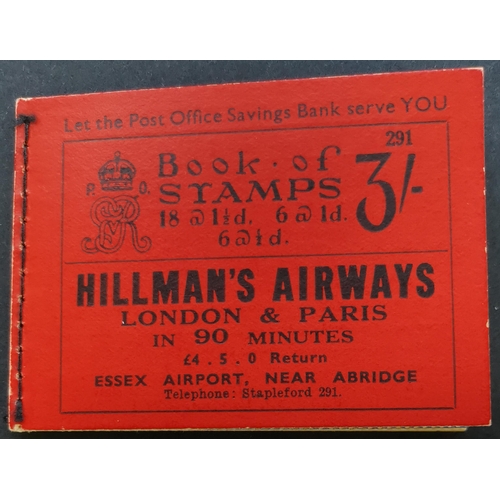 Let the Post Office Savings Bank serve YOU
291
Book · of
P. O.
STAMPS
3/-
GR
18 @ 1½d. 6 @ 1d.
6 @ ½d.
HILLMAN'S AIRWAYS
LONDON & PARIS
IN 90 MINUTES
£4 . 5 . 0 Return
ESSEX AIRPORT, NEAR ABRIDGE
Telephone: Stapleford 291.